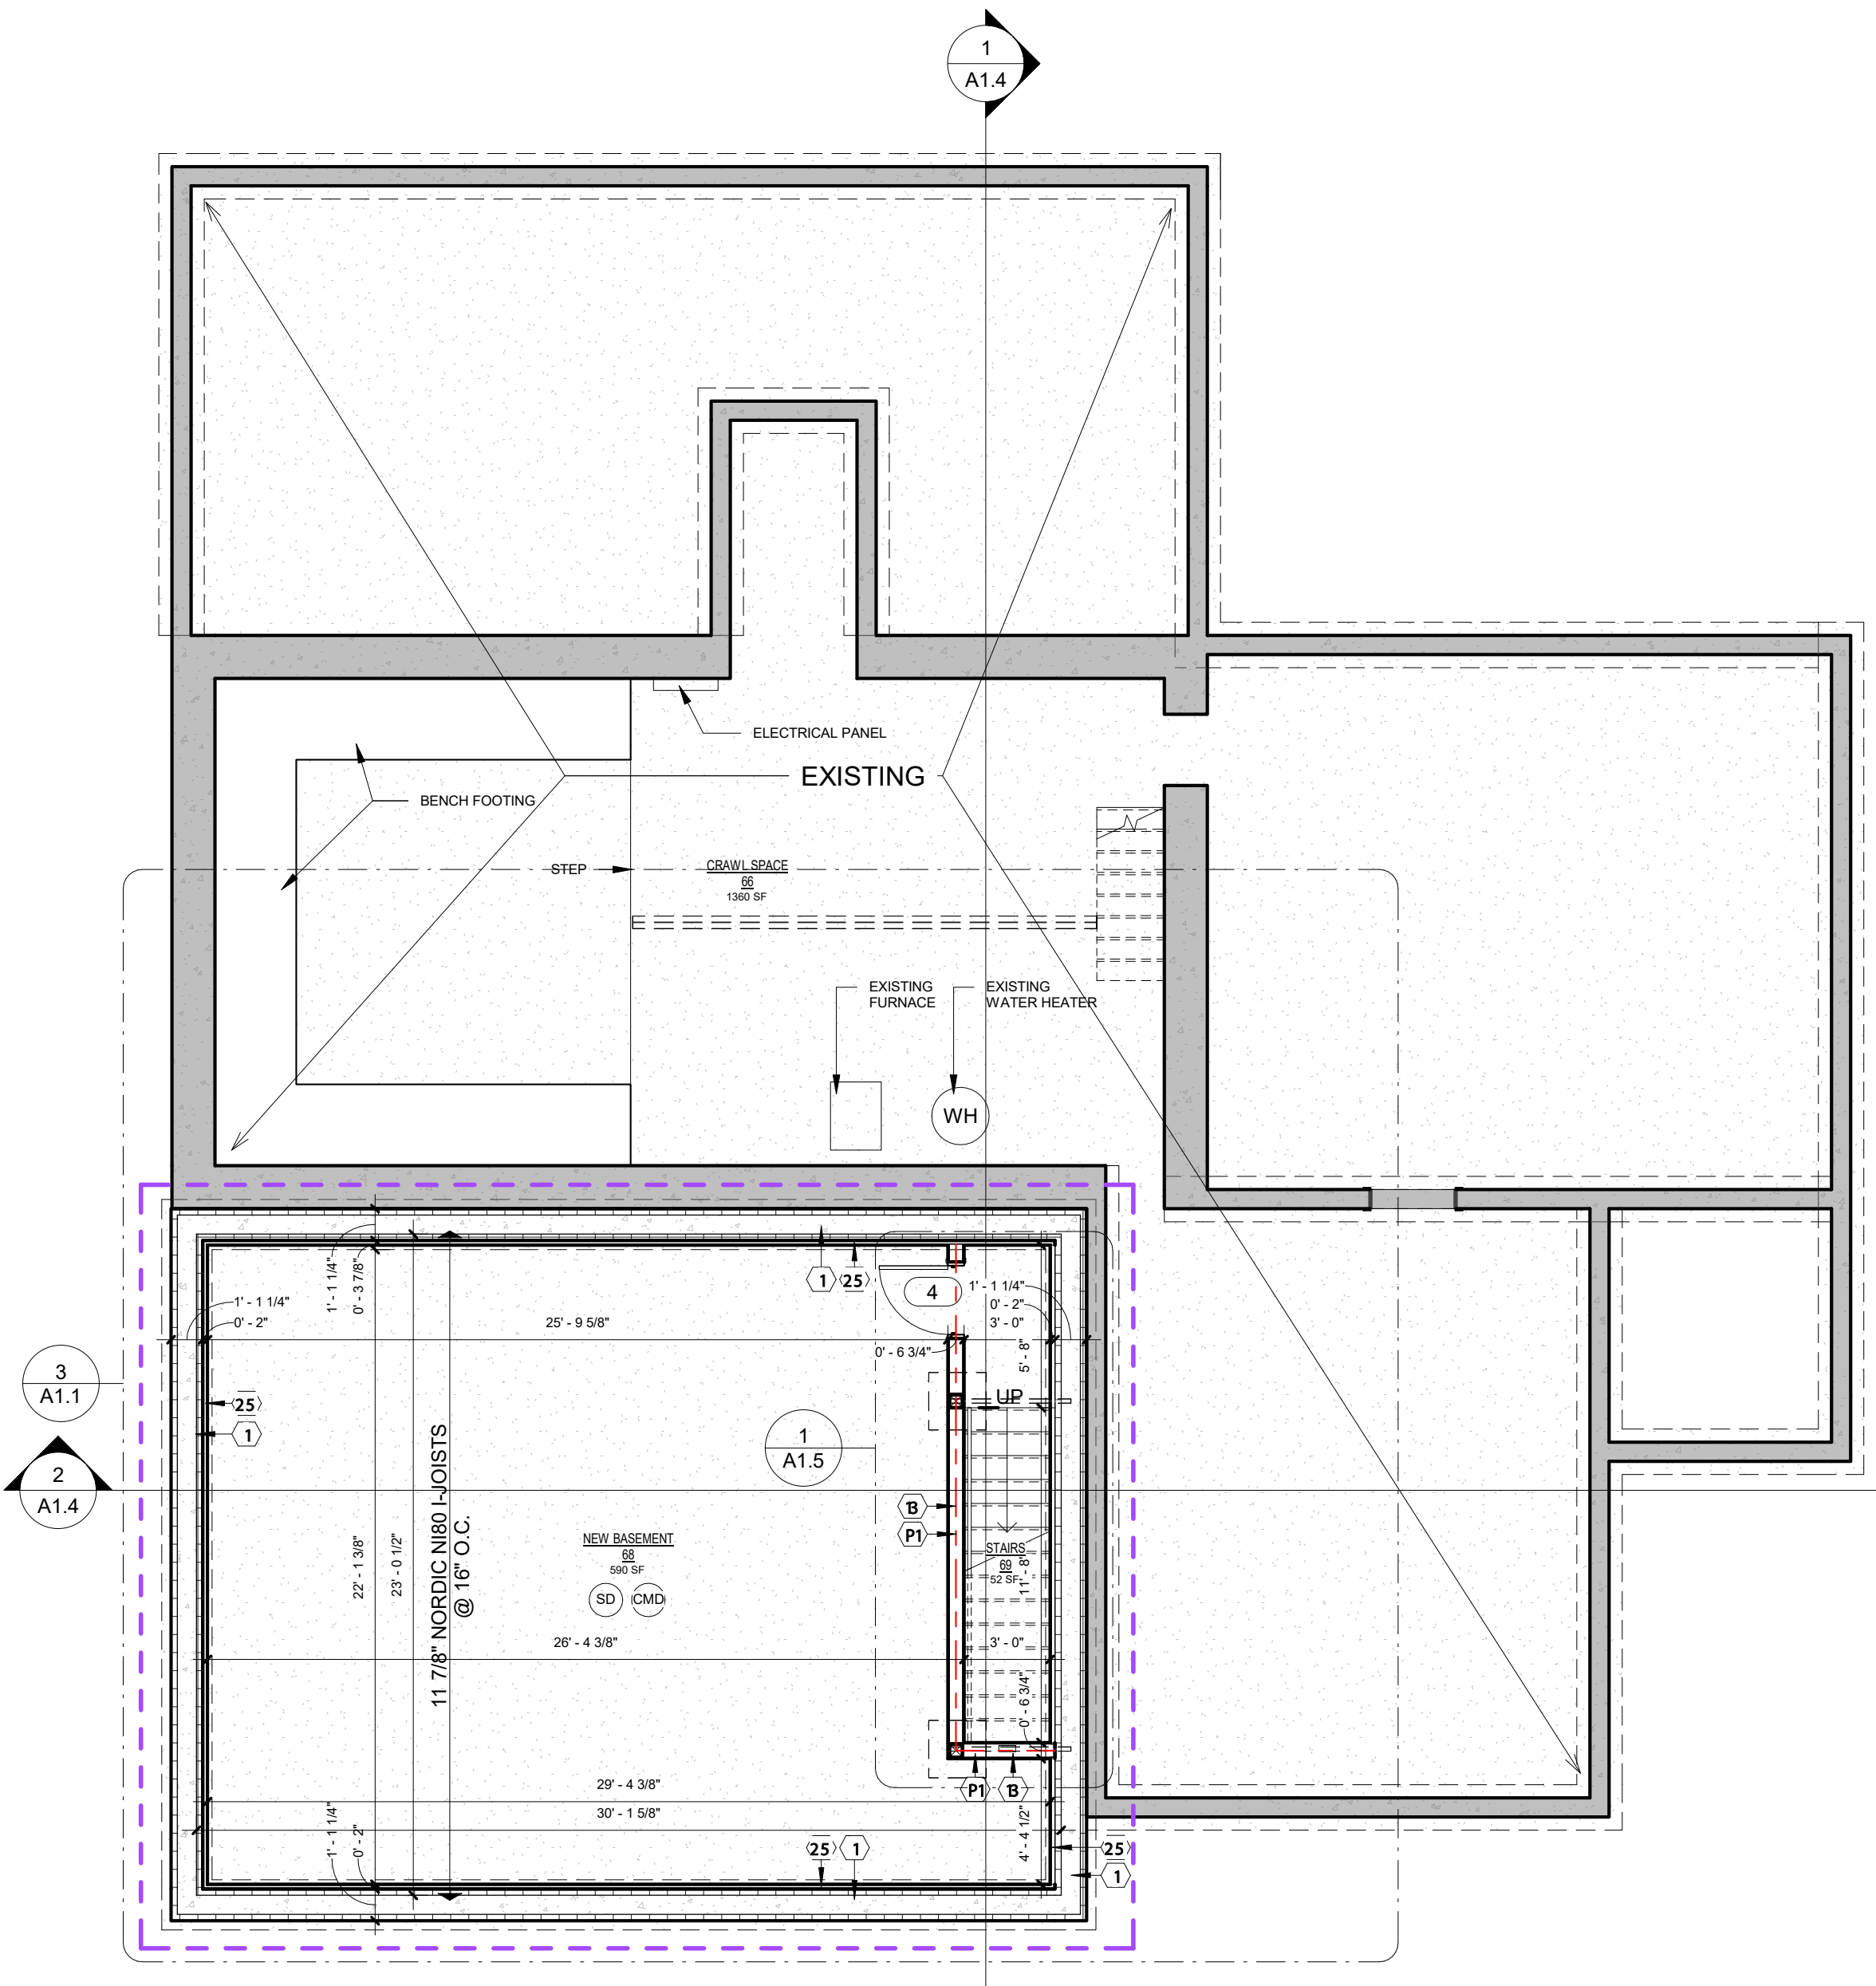 1
A1.4
ELECTRICAL PANEL
EXISTING
BENCH FOOTING
STEP
CRAWL SPACE
66
1360 SF
EXISTING
FURNACE
EXISTING
WATER HEATER
WH
1' - 1 1/4"
0' - 3 7/8"
1
25
4
1' - 1 1/4"
0' - 2"
3' - 0"
1' - 1 1/4"
0' - 2"
25' - 9 5/8"
0' - 6 3/4"
5' - 8"
3
A1.1
25
1
UP
1
A1.5
2
A1.4
11 7/8" NORDIC NI80 I-JOISTS
@ 16" O.C.
22' - 1 3/8"
23' - 0 1/2"
13
P1
NEW BASEMENT
68
590 SF
SD
CMD
STAIRS
69
52 SF
11' - 8"
26' - 4 3/8"
3' - 0"
0' - 6 3/4"
29' - 4 3/8"
30' - 1 5/8"
P1
13
1' - 1 1/4"
0' - 2"
25
1
4' - 4 1/2"
25
1